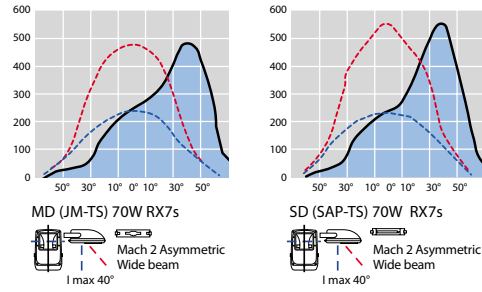 600
500
400
300
200
100
0
50° 30° 10° 0° 10° 30° 50°
MD (JM-TS) 70W RX7s
Mach 2 Asymmetric
Wide beam
I max 40°
600
500
400
300
200
100
0
50° 30° 10° 0° 10° 30° 50°
SD (SAP-TS) 70W RX7s
Mach 2 Asymmetric
Wide beam
I max 40°